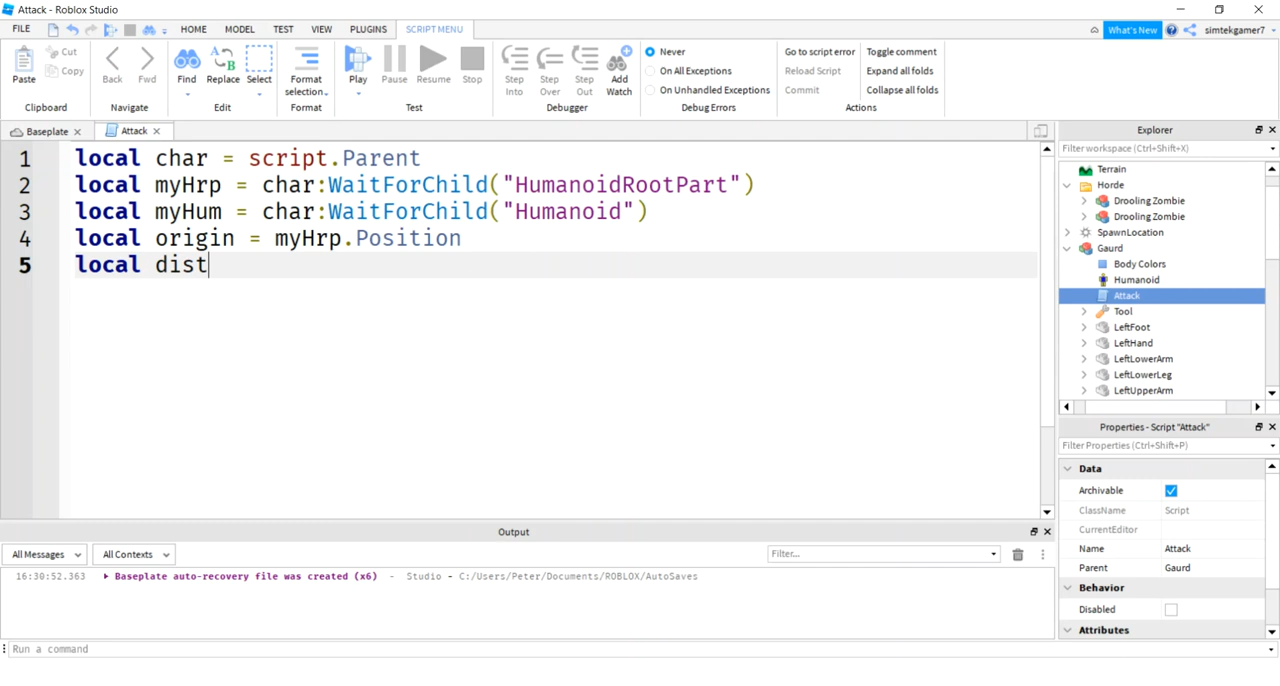 Attack - Roblox Studio
FILE HOME MODEL TEST VIEW PLUGINS SCRIPT MENU What's New simtekgamer7
Paste Cut Copy Back Fwd Find Replace Select Format selection Play Pause Resume Stop Step Into Step Over Step Out Add Watch
Never
On All Exceptions
On Unhandled Exceptions
Go to script error
Reload Script
Commit
Toggle comment
Expand all folds
Collapse all folds
Clipboard Navigate Edit Format Test Debugger Debug Errors Actions
Baseplate Attack
1 local char = script.Parent
2 local myHrp = char:WaitForChild("HumanoidRootPart")
3 local myHum = char:WaitForChild("Humanoid")
4 local origin = myHrp.Position
5 local dist
Explorer
Filter workspace (Ctrl+Shift+X)
Terrain
Horde
Drooling Zombie
Drooling Zombie
SpawnLocation
Gaurd
Body Colors
Humanoid
Attack
Tool
LeftFoot
LeftHand
LeftLowerArm
LeftLowerLeg
LeftUpperArm
Properties - Script "Attack"
Filter Properties (Ctrl+Shift+P)
Data
Archivable
ClassName Script
CurrentEditor
Name Attack
Parent Gaurd
Behavior
Disabled
Attributes
Output
All Messages All Contexts Filter...
16:30:52.363 Baseplate auto-recovery file was created (x6) - Studio - C:/Users/Peter/Documents/ROBLOX/AutoSaves
Run a command